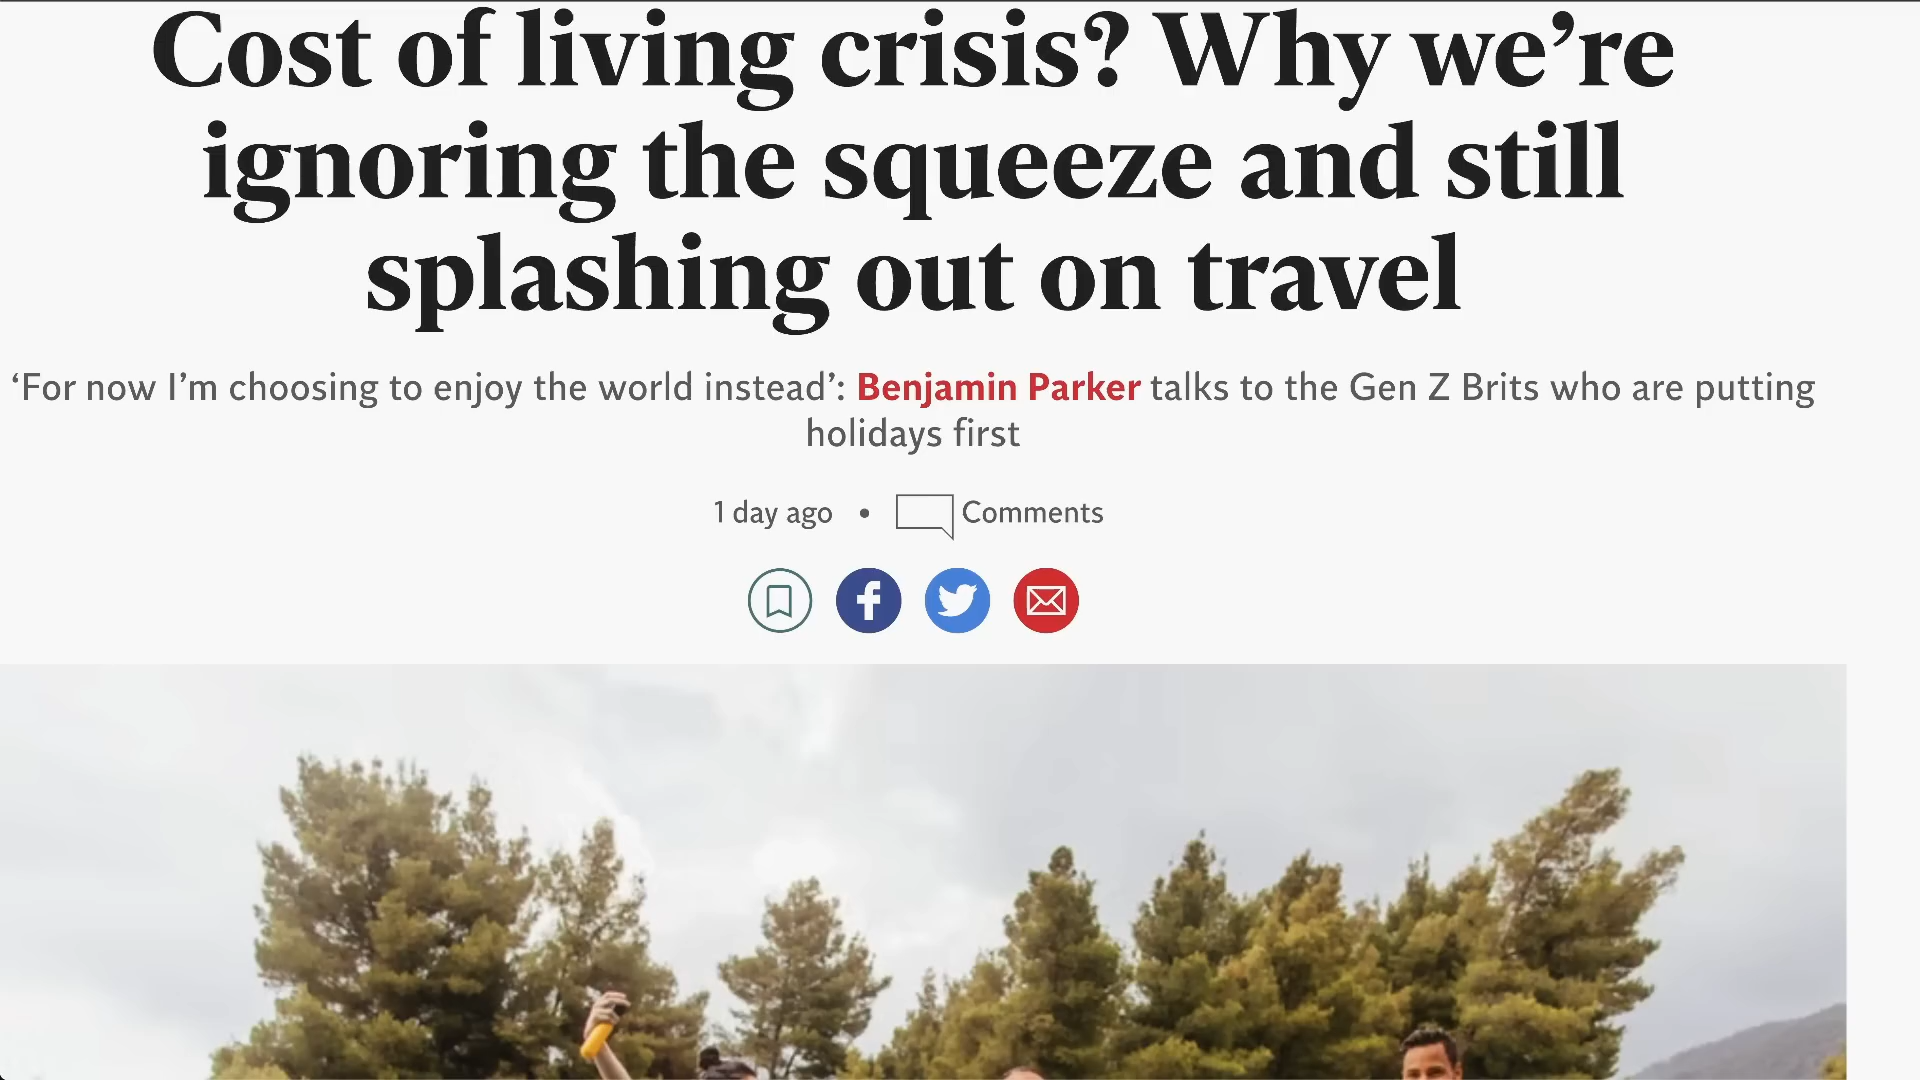 Cost of living crisis? Why we’re
ignoring the squeeze and still
splashing out on travel
‘For now I’m choosing to enjoy the world instead’: Benjamin Parker talks to the Gen Z Brits who are putting
holidays first
1 day ago • Comments